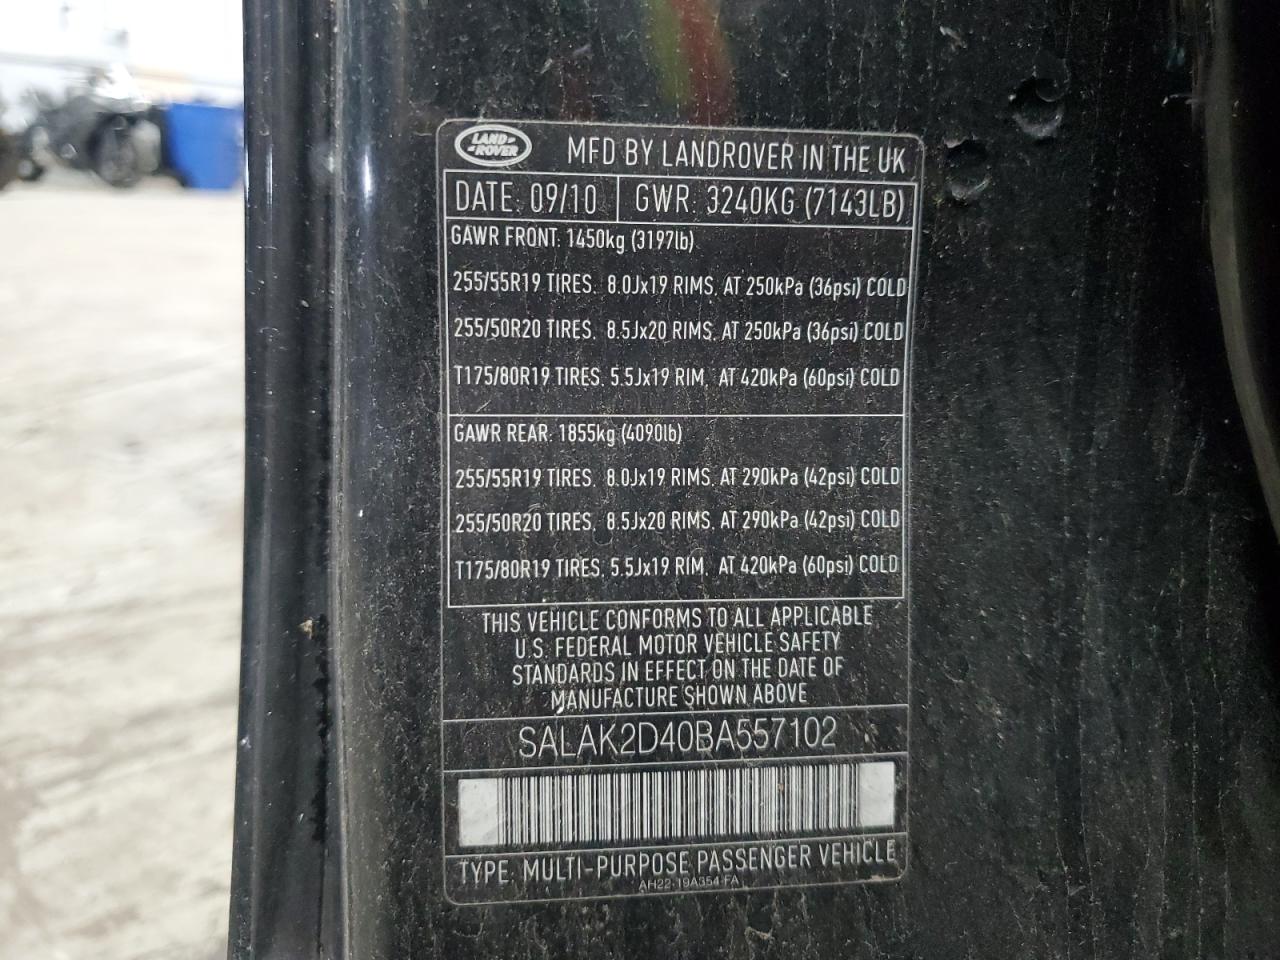 LAND ROVER
MFD BY LANDROVER IN THE UK
DATE: 09/10 GWR: 3240KG (7143LB)
GAWR FRONT: 1450kg (3197lb)
255/55R19 TIRES, 8.0Jx19 RIMS, AT 250kPa (36psi) COLD
255/50R20 TIRES, 8.5Jx20 RIMS, AT 250kPa (36psi) COLD
T175/80R19 TIRES, 5.5Jx19 RIM, AT 420kPa (60psi) COLD
GAWR REAR: 1855kg (4090lb)
255/55R19 TIRES, 8.0Jx19 RIMS, AT 290kPa (42psi) COLD
255/50R20 TIRES, 8.5Jx20 RIMS, AT 290kPa (42psi) COLD
T175/80R19 TIRES, 5.5Jx19 RIM, AT 420kPa (60psi) COLD
THIS VEHICLE CONFORMS TO ALL APPLICABLE
U.S. FEDERAL MOTOR VEHICLE SAFETY
STANDARDS IN EFFECT ON THE DATE OF
MANUFACTURE SHOWN ABOVE
SALAK2D40BA557102
TYPE: MULTI-PURPOSE PASSENGER VEHICLE
AH22-19A354-FA